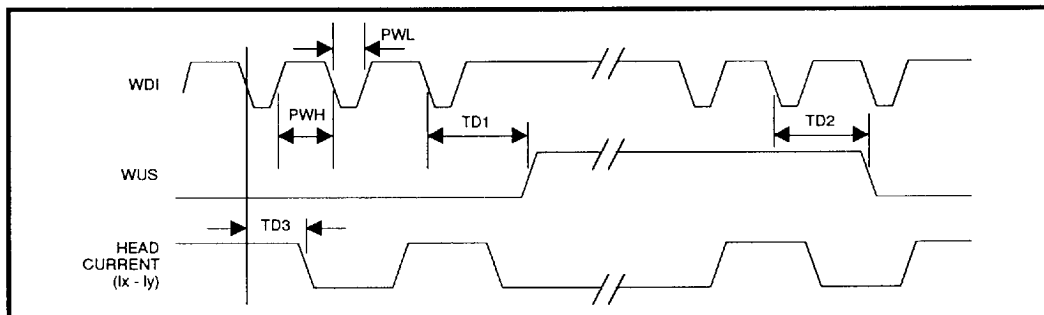 PWL
WDI
PWH
TD1
TD2
WUS
TD3
HEAD
CURRENT
(Ix - Iy)